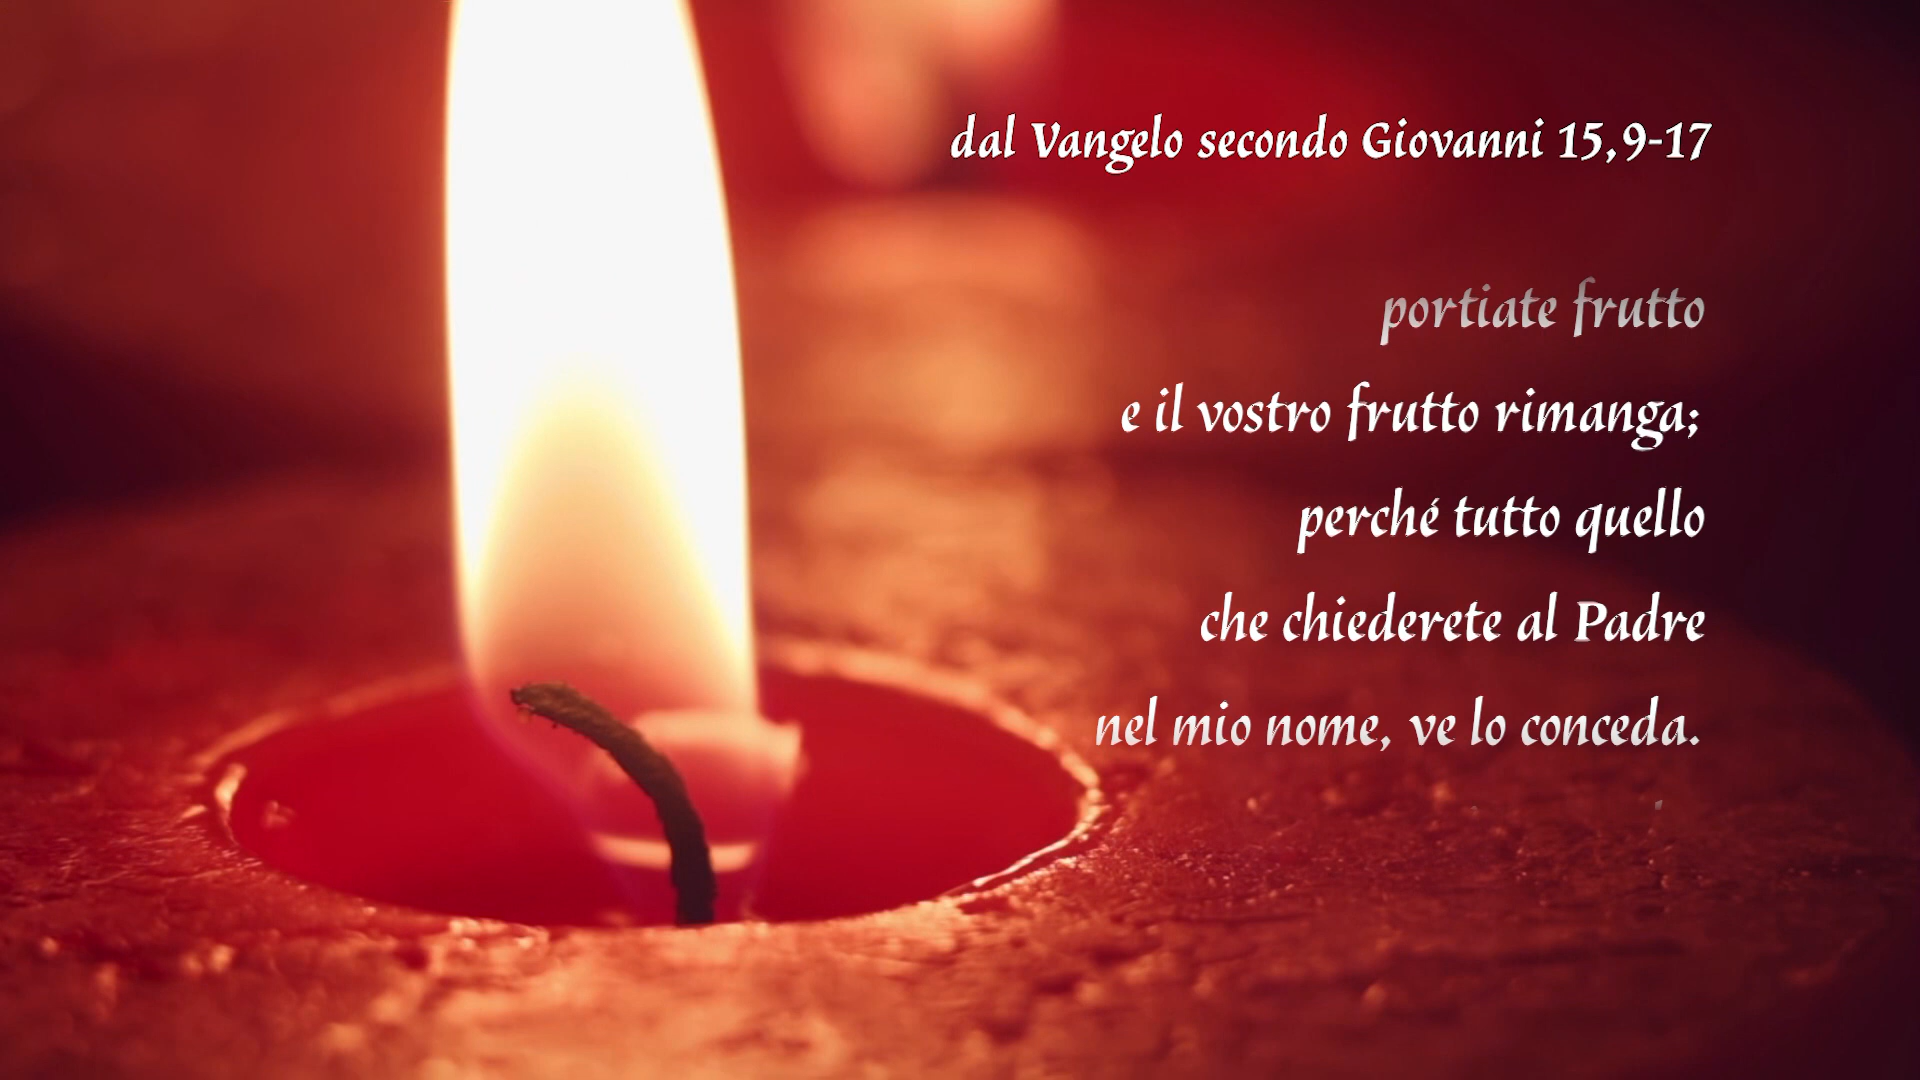 dal Vangelo secondo Giovanni 15,9-17
portiate frutto
e il vostro frutto rimanga;
perché tutto quello
che chiederete al Padre
nel mio nome, ve lo conceda.